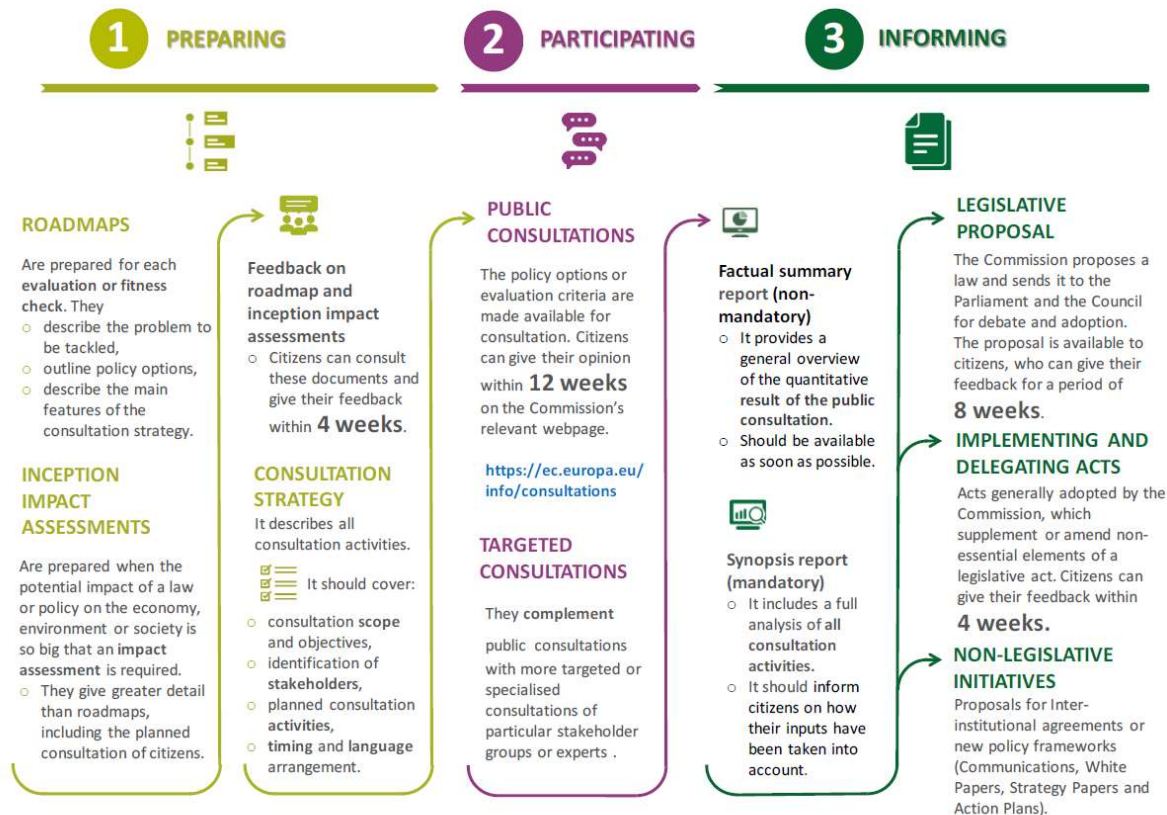 1 PREPARING
2 PARTICIPATING
3 INFORMING
ROADMAPS
Are prepared for each
evaluation or fitness
check. They
○ describe the problem to
be tackled,
○ outline policy options,
○ describe the main
features of the
consultation strategy.
INCEPTION
IMPACT
ASSESSMENTS
Are prepared when the
potential impact of a law
or policy on the economy,
environment or society is
so big that an impact
assessment is required.
○ They give greater detail
than roadmaps,
including the planned
consultation of citizens.
Feedback on
roadmap and
inception impact
assessments
○ Citizens can consult
these documents and
give their feedback
within 4 weeks.
CONSULTATION
STRATEGY
It describes all
consultation activities.
It should cover:
○ consultation scope
and objectives,
○ identification of
stakeholders,
○ planned consultation
activities,
○ timing and language
arrangement.
PUBLIC
CONSULTATIONS
The policy options or
evaluation criteria are
made available for
consultation. Citizens
can give their opinion
within 12 weeks
on the Commission's
relevant webpage.
https://ec.europa.eu/
info/consultations
TARGETED
CONSULTATIONS
They complement
public consultations
with more targeted or
specialised
consultations of
particular stakeholder
groups or experts .
Factual summary
report (non-
mandatory)
○ It provides a
general overview
of the quantitative
result of the public
consultation.
○ Should be available
as soon as possible.
Synopsis report
(mandatory)
○ It includes a full
analysis of all
consultation
activities.
○ It should inform
citizens on how
their inputs have
been taken into
account.
LEGISLATIVE
PROPOSAL
The Commission proposes a
law and sends it to the
Parliament and the Council
for debate and adoption.
The proposal is available to
citizens, who can give their
feedback for a period of
8 weeks.
IMPLEMENTING AND
DELEGATING ACTS
Acts generally adopted by the
Commission, which
supplement or amend non-
essential elements of a
legislative act. Citizens can
give their feedback within
4 weeks.
NON-LEGISLATIVE
INITIATIVES
Proposals for Inter-
institutional agreements or
new policy frameworks
(Communications, White
Papers, Strategy Papers and
Action Plans).